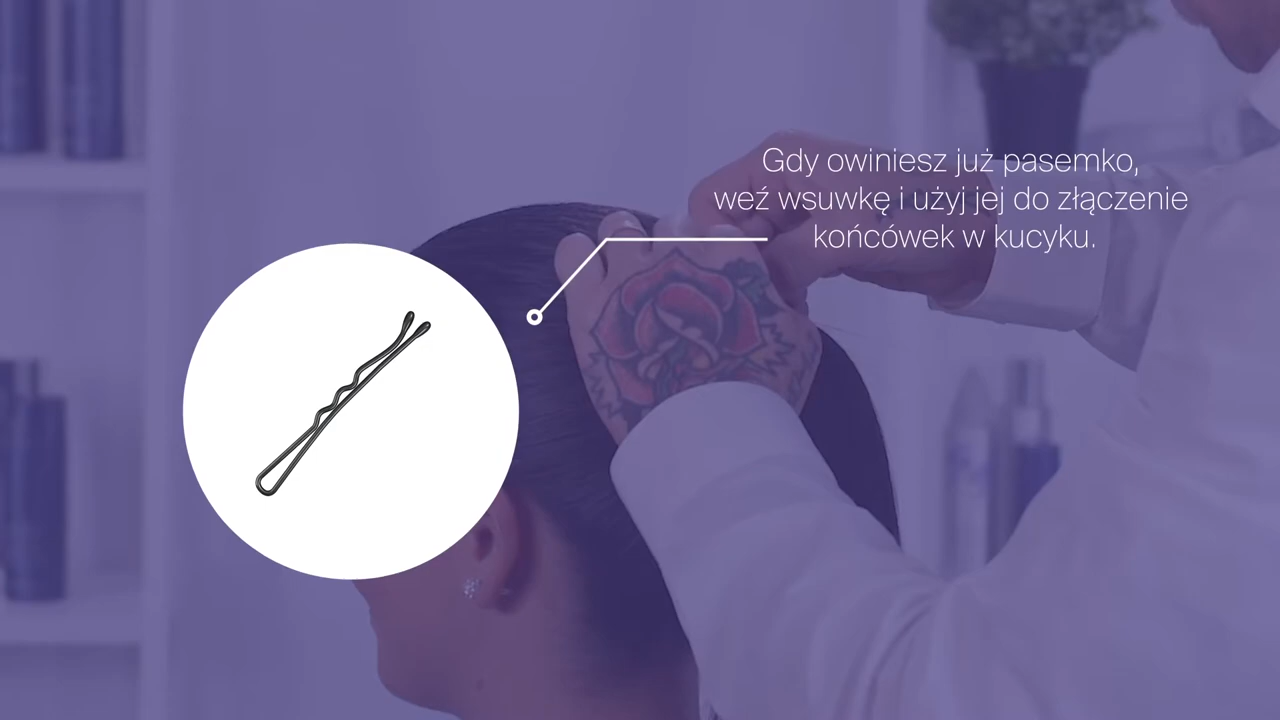 Gdy owiniesz już pasemko,
weź wsuwkę i użyj jej do złączenie
końcówek w kucyku.